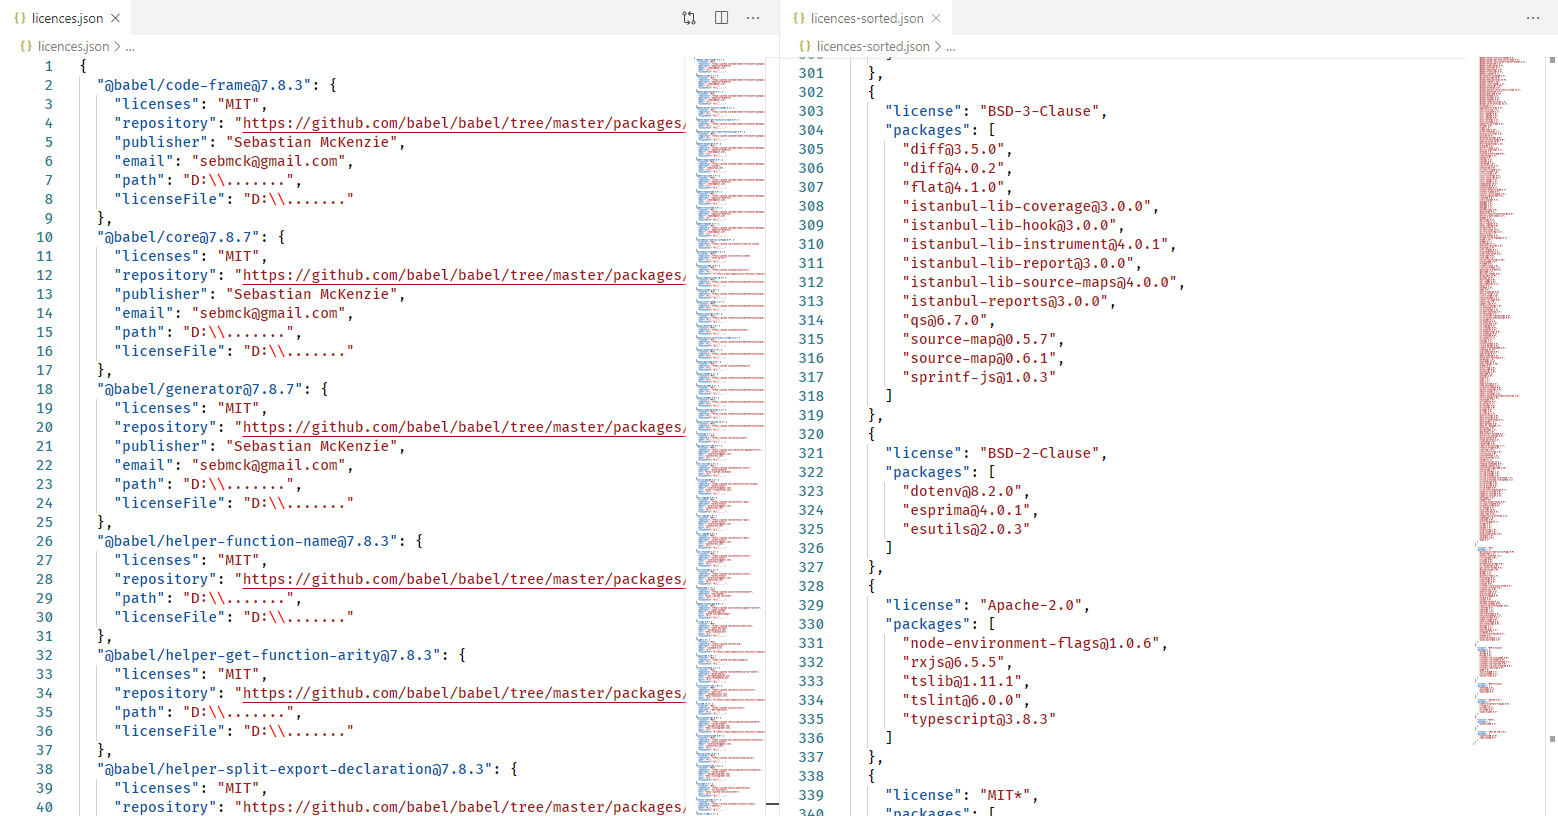 {} licences.json ×
{} licences.json > ...
1 {
2 "@babel/code-frame@7.8.3": {
3 "licenses": "MIT",
4 "repository": "https://github.com/babel/babel/tree/master/packages/
5 "publisher": "Sebastian McKenzie",
6 "email": "sebmck@gmail.com",
7 "path": "D:\\.......",
8 "licenseFile": "D:\\......."
9 },
10 "@babel/core@7.8.7": {
11 "licenses": "MIT",
12 "repository": "https://github.com/babel/babel/tree/master/packages/
13 "publisher": "Sebastian McKenzie",
14 "email": "sebmck@gmail.com",
15 "path": "D:\\.......",
16 "licenseFile": "D:\\......."
17 },
18 "@babel/generator@7.8.7": {
19 "licenses": "MIT",
20 "repository": "https://github.com/babel/babel/tree/master/packages/
21 "publisher": "Sebastian McKenzie",
22 "email": "sebmck@gmail.com",
23 "path": "D:\\.......",
24 "licenseFile": "D:\\......."
25 },
26 "@babel/helper-function-name@7.8.3": {
27 "licenses": "MIT",
28 "repository": "https://github.com/babel/babel/tree/master/packages/
29 "path": "D:\\.......",
30 "licenseFile": "D:\\......."
31 },
32 "@babel/helper-get-function-arity@7.8.3": {
33 "licenses": "MIT",
34 "repository": "https://github.com/babel/babel/tree/master/packages/
35 "path": "D:\\.......",
36 "licenseFile": "D:\\......."
37 },
38 "@babel/helper-split-export-declaration@7.8.3": {
39 "licenses": "MIT",
40 "repository": "https://github.com/babel/babel/tree/master/packages/
{} licences-sorted.json ×
{} licences-sorted.json > ...
300 ]
301 },
302 {
303 "license": "BSD-3-Clause",
304 "packages": [
305 "diff@3.5.0",
306 "diff@4.0.2",
307 "flat@4.1.0",
308 "istanbul-lib-coverage@3.0.0",
309 "istanbul-lib-hook@3.0.0",
310 "istanbul-lib-instrument@4.0.1",
311 "istanbul-lib-report@3.0.0",
312 "istanbul-lib-source-maps@4.0.0",
313 "istanbul-reports@3.0.0",
314 "qs@6.7.0",
315 "source-map@0.5.7",
316 "source-map@0.6.1",
317 "sprintf-js@1.0.3"
318 ]
319 },
320 {
321 "license": "BSD-2-Clause",
322 "packages": [
323 "dotenv@8.2.0",
324 "esprima@4.0.1",
325 "esutils@2.0.3"
326 ]
327 },
328 {
329 "license": "Apache-2.0",
330 "packages": [
331 "node-environment-flags@1.0.6",
332 "rxjs@6.5.5",
333 "tslib@1.11.1",
334 "tslint@6.0.0",
335 "typescript@3.8.3"
336 ]
337 },
338 {
339 "license": "MIT*",
340 "packages": [